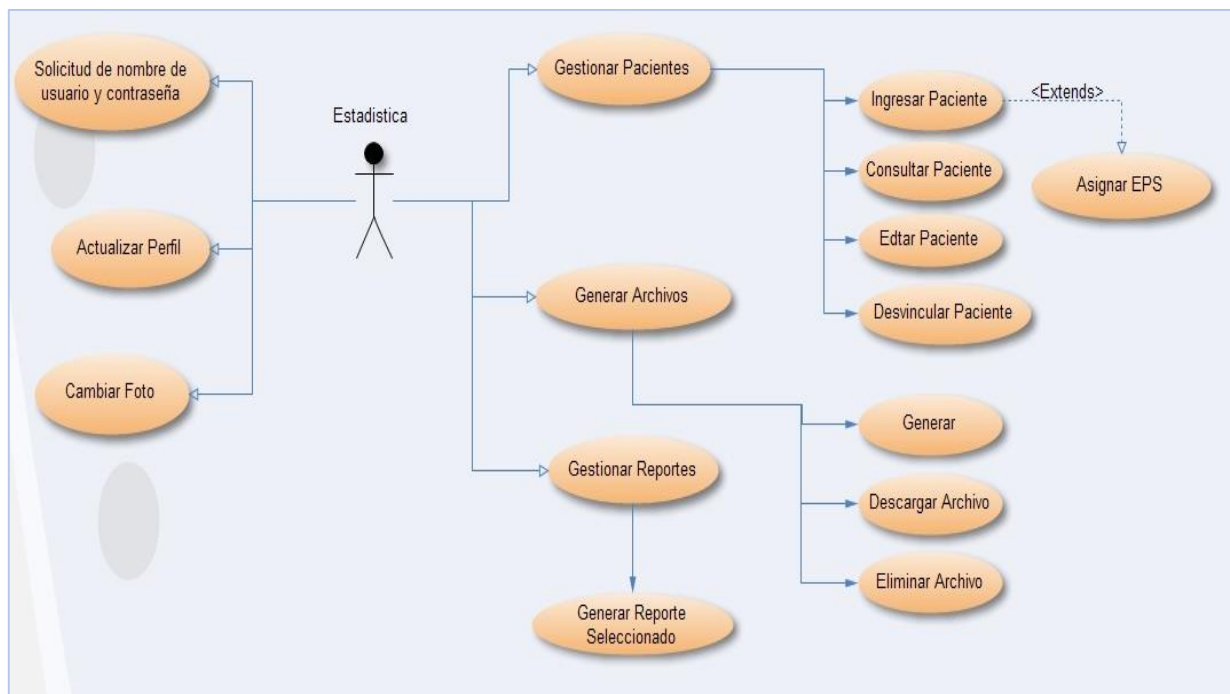 Solicitud de nombre de
usuario y contraseña
Estadistica
Actualizar Perfil
Cambiar Foto
Gestionar Pacientes
Generar Archivos
Gestionar Reportes
Generar Reporte
Seleccionado
Ingresar Paciente
<Extends>
Asignar EPS
Consultar Paciente
Edtar Paciente
Desvincular Paciente
Generar
Descargar Archivo
Eliminar Archivo